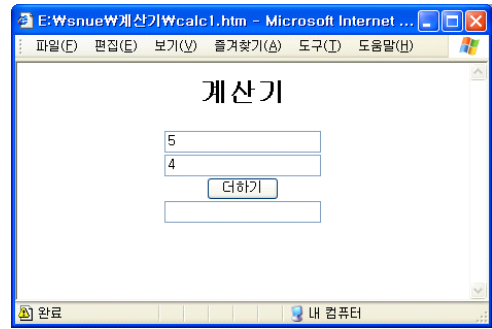 E:₩snue₩계산기₩calc1.htm - Microsoft Internet ...
파일(F) 편집(E) 보기(V) 즐겨찾기(A) 도구(T) 도움말(H)
계산기
5
4
더하기
완료 내 컴퓨터